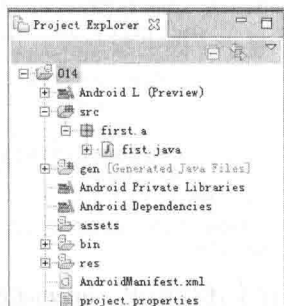 Project Explorer
014
Android L (Preview)
src
first.a
fist.java
gen [Generated Java Files]
Android Private Libraries
Android Dependencies
assets
bin
res
AndroidManifest.xml
project.properties